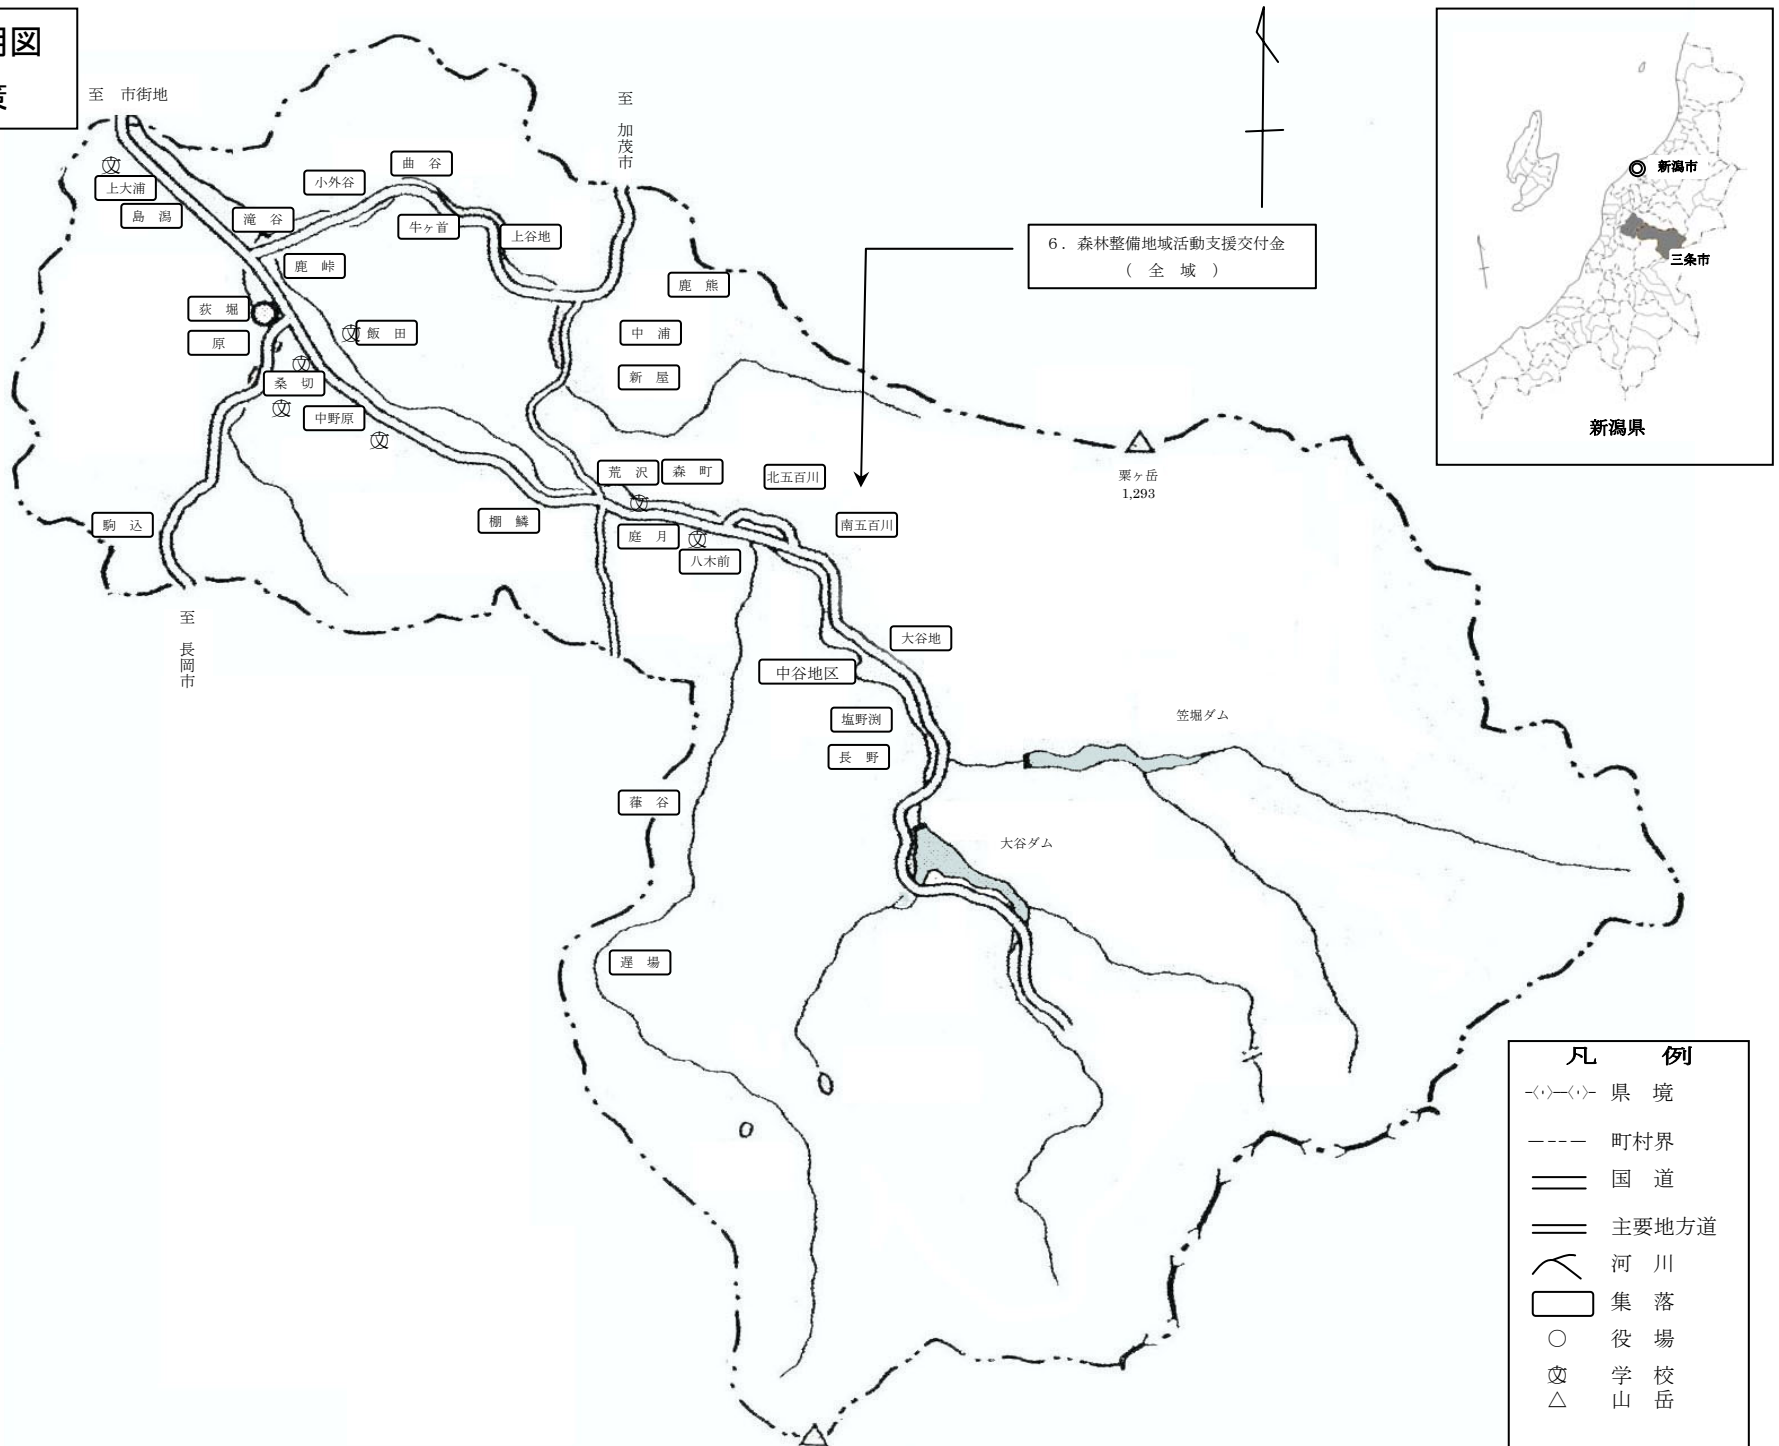 明図
策
至 市街地
至 加茂市
曲 谷
小外谷
上大浦
島 潟
滝 谷
牛ヶ首
上谷地
鹿 峠
鹿 熊
荻 堀
飯 田
中 浦
原
新 屋
桑 切
中野原
荒 沢
森 町
北五百川
駒 込
棚 鱗
庭 月
南五百川
八木前
至 長岡市
大谷地
中谷地区
塩野渕
長 野
葎 谷
遅 場
笠堀ダム
大谷ダム
粟ヶ岳
1,293
6. 森林整備地域活動支援交付金
( 全 域 )
新潟市
三条市
新潟県
凡 例
県 境
町村界
国 道
主要地方道
河 川
集 落
役 場
文 学 校
山 岳